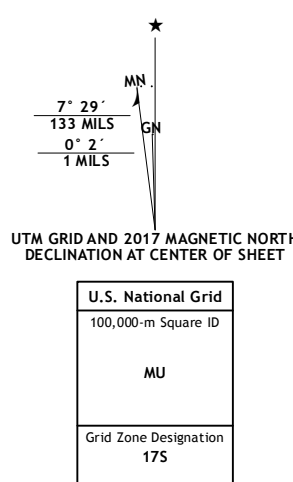 ★
MN
7° 29´
133 MILS
GN
0° 2´
1 MILS
UTM GRID AND 2017 MAGNETIC NORTH
DECLINATION AT CENTER OF SHEET
U.S. National Grid
100,000-m Square ID
MU
Grid Zone Designation
17S